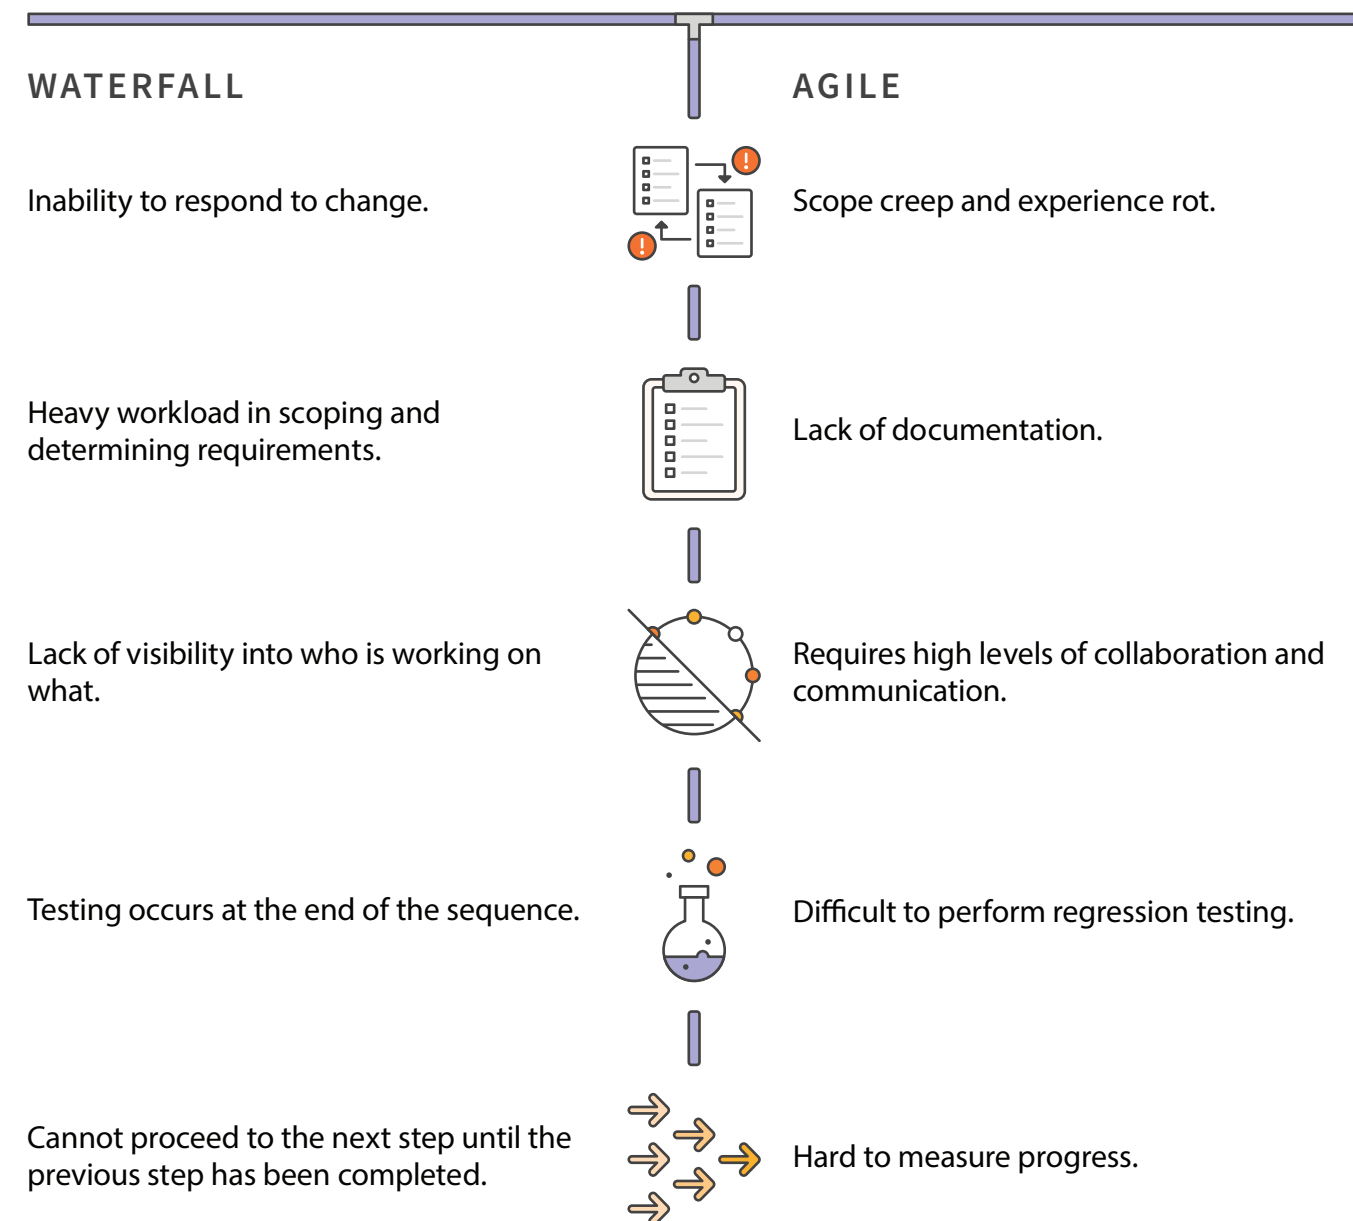 WATERFALL
AGILE
Inability to respond to change.
Scope creep and experience rot.
Heavy workload in scoping and
determining requirements.
Lack of documentation.
Lack of visibility into who is working on
what.
Requires high levels of collaboration and
communication.
Testing occurs at the end of the sequence.
Difficult to perform regression testing.
Cannot proceed to the next step until the
previous step has been completed.
Hard to measure progress.